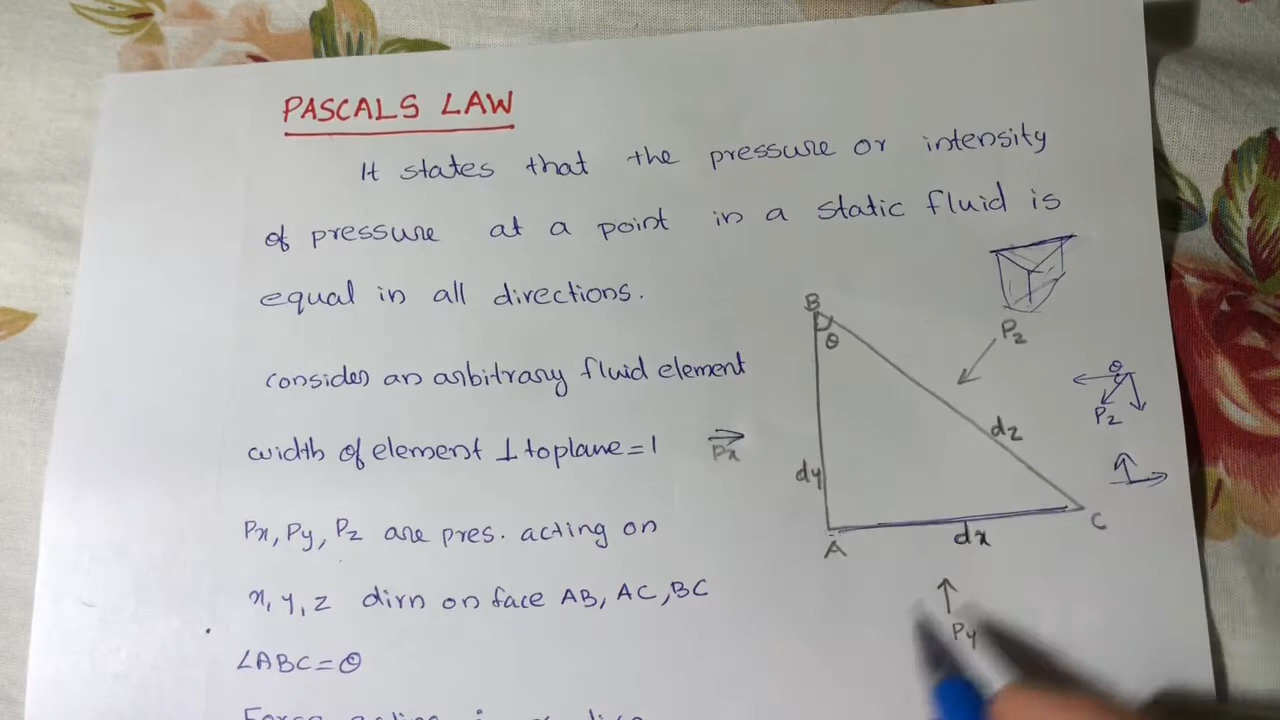 PASCALS LAW
It states that the pressure or intensity
of pressure at a point in a static fluid is
equal in all directions.
consider an arbitrary fluid element
width of element ⊥ to plane = 1
Px, Py, Pz are pres. acting on
x, y, z dirn on face AB, AC, BC
∠ABC = θ
B
θ
Pz
dz
Px
dy
A
dx
C
Py
θ
Pz